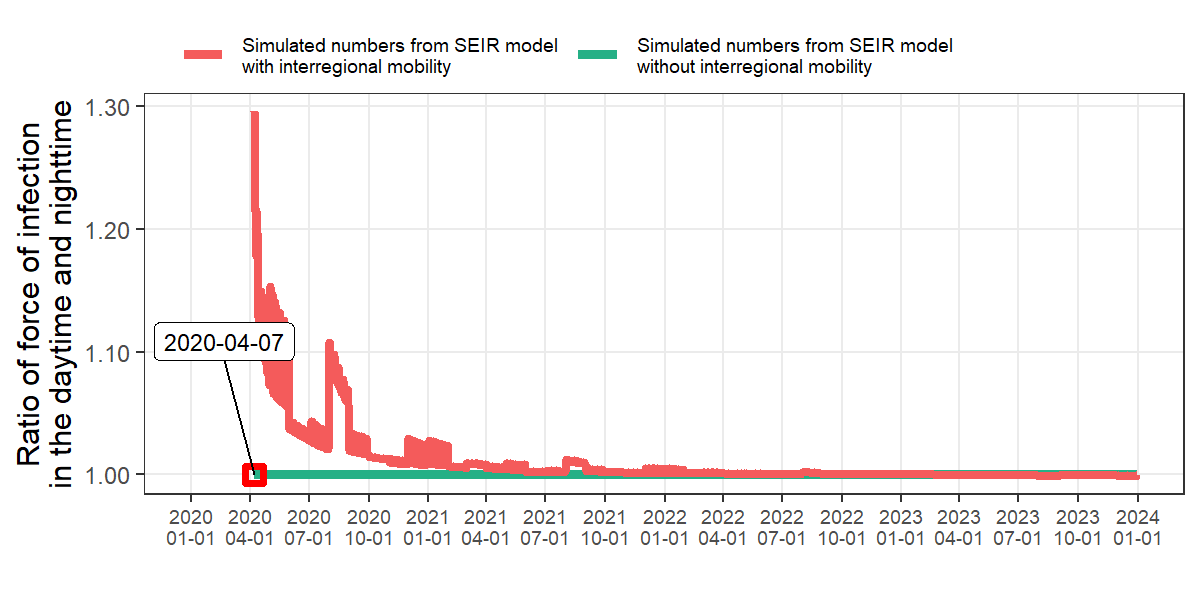 Simulated numbers from SEIR model
with interregional mobility
Simulated numbers from SEIR model
without interregional mobility
Ratio of force of infection
in the daytime and nighttime
1.30
1.20
1.10
1.00
2020-04-07
2020 2020 2020 2020 2021 2021 2021 2021 2022 2022 2022 2022 2023 2023 2023 2023 2024
01-01 04-01 07-01 10-01 01-01 04-01 07-01 10-01 01-01 04-01 07-01 10-01 01-01 04-01 07-01 10-01 01-01